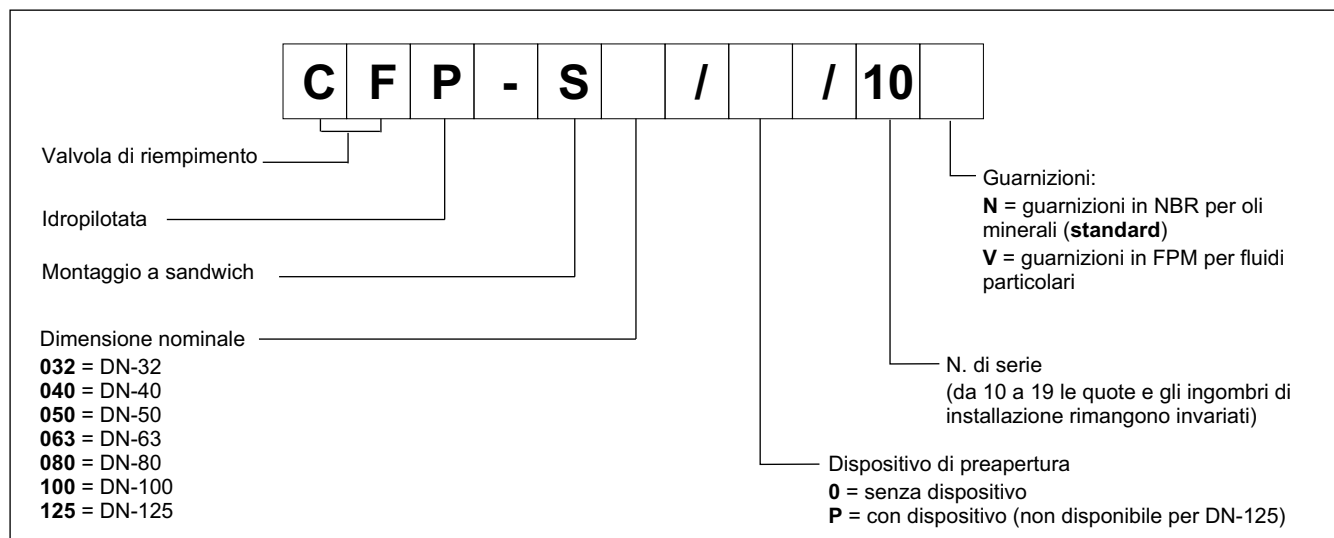 C F P - S / / 10
Valvola di riempimento
Idropilotata
Montaggio a sandwich
Dimensione nominale
032 = DN-32
040 = DN-40
050 = DN-50
063 = DN-63
080 = DN-80
100 = DN-100
125 = DN-125
Guarnizioni:
N = guarnizioni in NBR per oli
minerali (standard)
V = guarnizioni in FPM per fluidi
particolari
N. di serie
(da 10 a 19 le quote e gli ingombri di
installazione rimangono invariati)
Dispositivo di preapertura
0 = senza dispositivo
P = con dispositivo (non disponibile per DN-125)